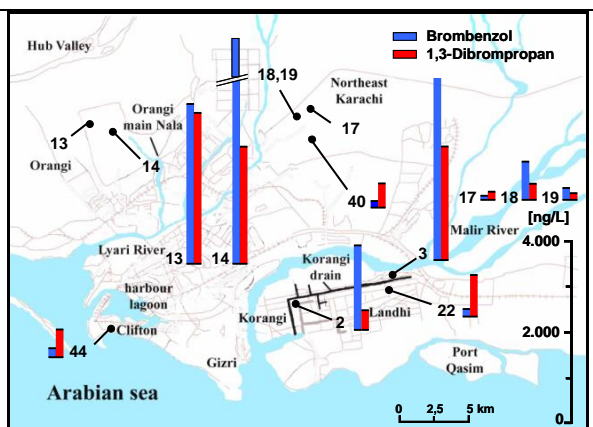 Brombenzol
1,3-Dibrompropan
Hub Valley
18,19
Northeast
Karachi
Orangi
main Nala
13
17
14
Orangi
40
17
18
19
[ng/L]
Malir River
4.000
Lyari River
13
14
Korangi
drain
3
harbour
lagoon
Korangi
2
Landhi
22
2.000
Clifton
44
Gizri
Port
Qasim
Arabian sea
0
2,5
5 km
0